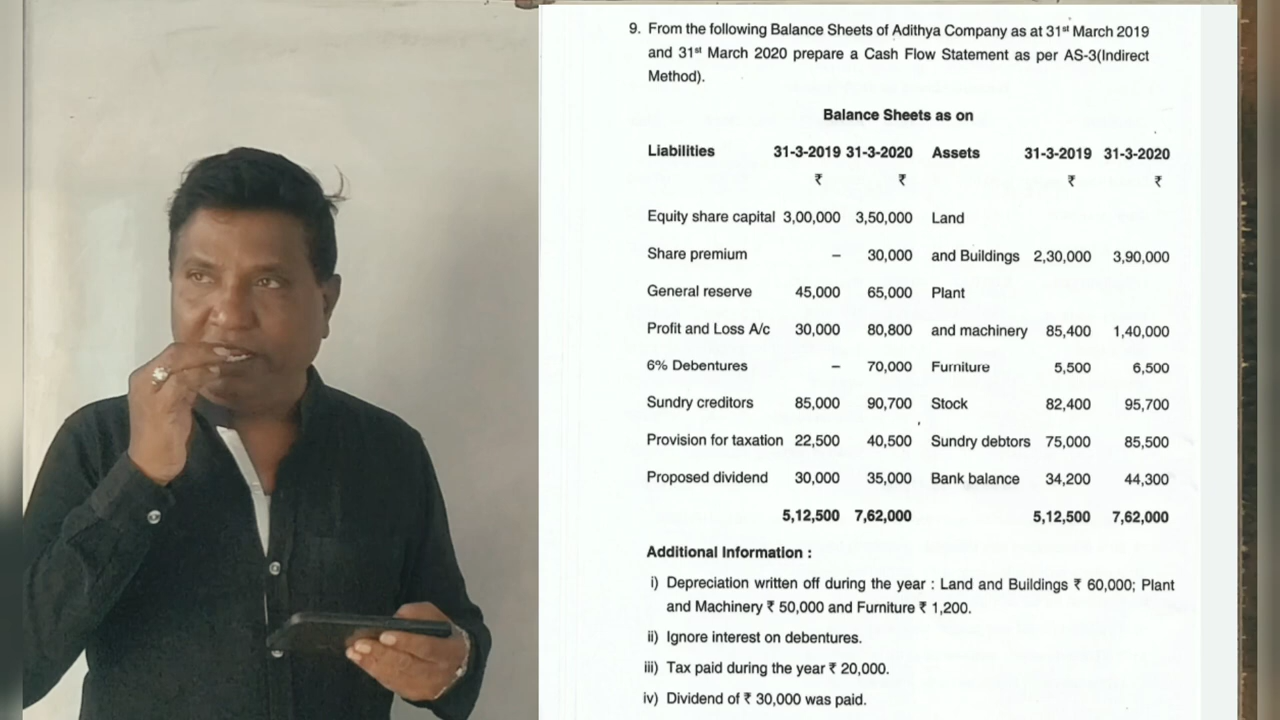 9. From the following Balance Sheets of Adithya Company as at 31st March 2019
and 31st March 2020 prepare a Cash Flow Statement as per AS-3(Indirect
Method).
Balance Sheets as on
Liabilities 31-3-2019 31-3-2020 Assets 31-3-2019 31-3-2020
₹ ₹ ₹ ₹
Equity share capital 3,00,000 3,50,000 Land
Share premium – 30,000 and Buildings 2,30,000 3,90,000
General reserve 45,000 65,000 Plant
Profit and Loss A/c 30,000 80,800 and machinery 85,400 1,40,000
6% Debentures – 70,000 Furniture 5,500 6,500
Sundry creditors 85,000 90,700 Stock 82,400 95,700
Provision for taxation 22,500 40,500 Sundry debtors 75,000 85,500
Proposed dividend 30,000 35,000 Bank balance 34,200 44,300
5,12,500 7,62,000 5,12,500 7,62,000
Additional Information :
i) Depreciation written off during the year : Land and Buildings ₹ 60,000; Plant
and Machinery ₹ 50,000 and Furniture ₹ 1,200.
ii) Ignore interest on debentures.
iii) Tax paid during the year ₹ 20,000.
iv) Dividend of ₹ 30,000 was paid.